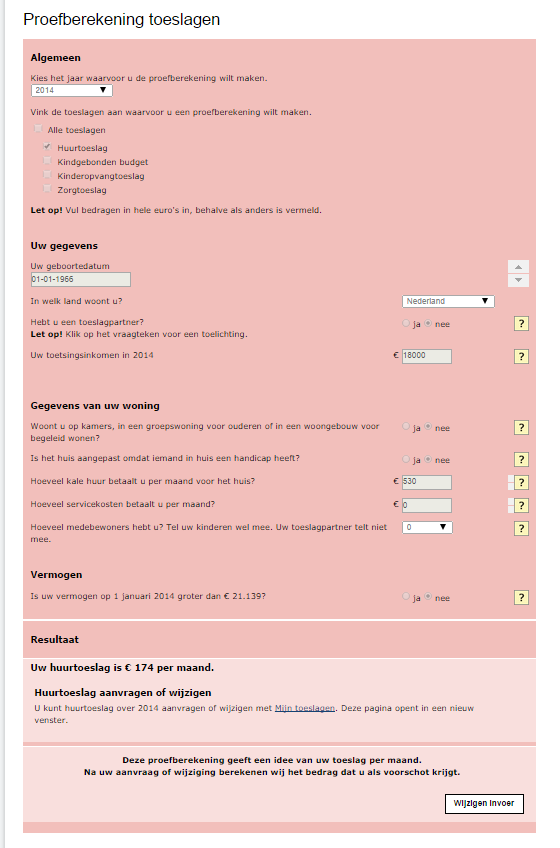 Proefberekening toeslagen
Algemeen
Kies het jaar waarvoor u de proefberekening wilt maken.
2014
Vink de toeslagen aan waarvoor u een proefberekening wilt maken.
Alle toeslagen
Huurtoeslag
Kindgebonden budget
Kinderopvangtoeslag
Zorgtoeslag
Let op! Vul bedragen in hele euro's in, behalve als anders is vermeld.
Uw gegevens
Uw geboortedatum
01-01-1966
In welk land woont u? Nederland
Hebt u een toeslagpartner? ja nee ?
Let op! Klik op het vraagteken voor een toelichting.
Uw toetsingsinkomen in 2014 € 18000 ?
Gegevens van uw woning
Woont u op kamers, in een groepswoning voor ouderen of in een woongebouw voor ja nee ?
begeleid wonen?
Is het huis aangepast omdat iemand in huis een handicap heeft? ja nee ?
Hoeveel kale huur betaalt u per maand voor het huis? € 530 ?
Hoeveel servicekosten betaalt u per maand? € 0 ?
Hoeveel medebewoners hebt u? Tel uw kinderen wel mee. Uw toeslagpartner telt niet 0 ?
mee.
Vermogen
Is uw vermogen op 1 januari 2014 groter dan € 21.139? ja nee ?
Resultaat
Uw huurtoeslag is € 174 per maand.
Huurtoeslag aanvragen of wijzigen
U kunt huurtoeslag over 2014 aanvragen of wijzigen met Mijn toeslagen. Deze pagina opent in een nieuw
venster.
Deze proefberekening geeft een idee van uw toeslag per maand.
Na uw aanvraag of wijziging berekenen wij het bedrag dat u als voorschot krijgt.
Wijzigen invoer